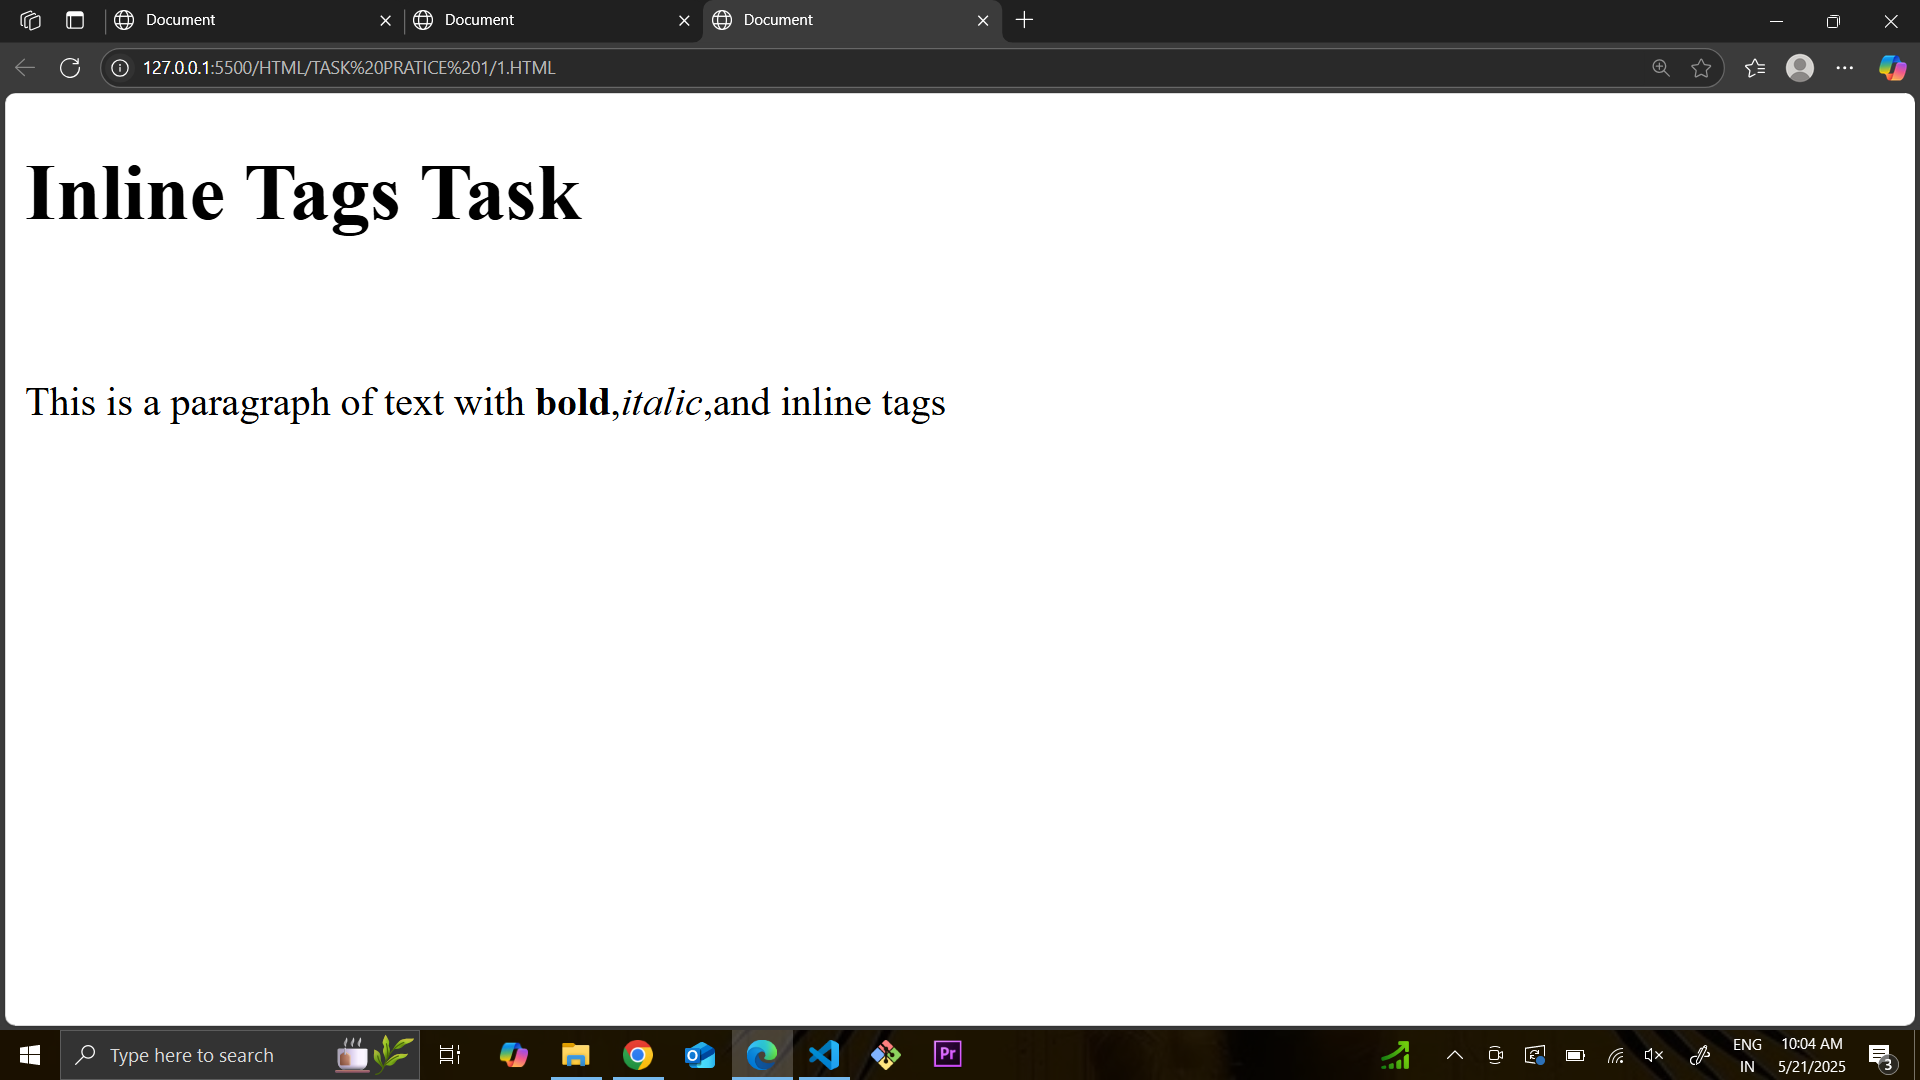 Document
Document
Document
127.0.0.1:5500/HTML/TASK%20PRATICE%201/1.HTML
Inline Tags Task
This is a paragraph of text with bold,italic,and inline tags
Type here to search
Pr
ENG
IN
10:04 AM
5/21/2025
3